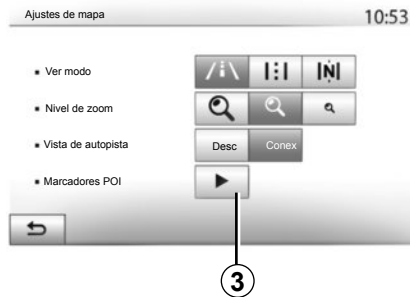 Ajustes de mapa 10:53
Ver modo N
Nivel de zoom
Vista de autopista Desc Conex
Marcadores POI
3